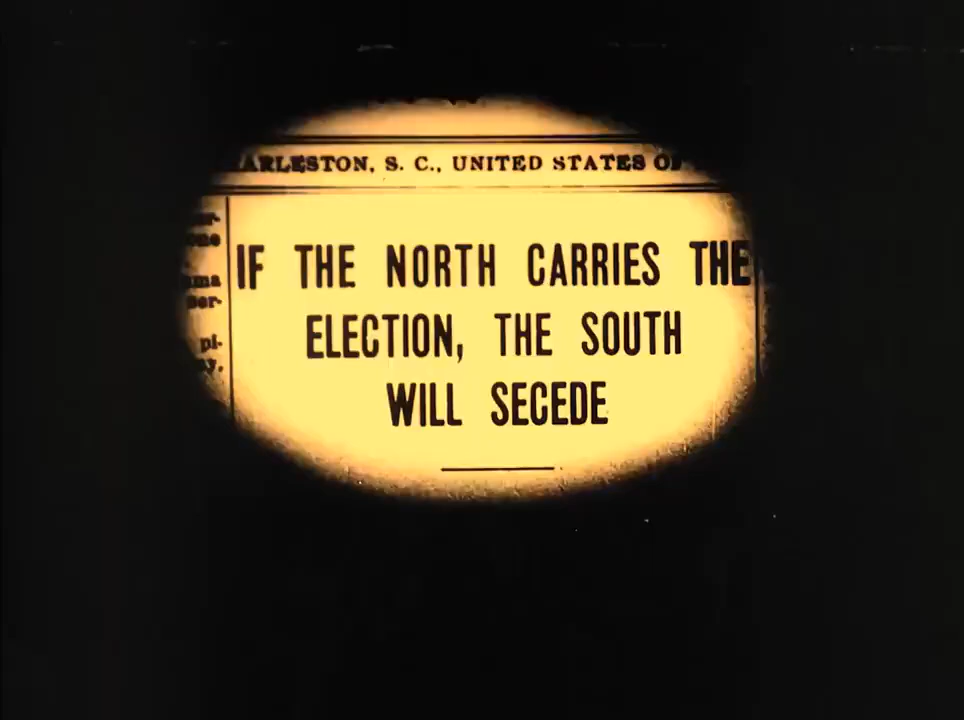 ARLESTON, S. C., UNITED STATES O
IF THE NORTH CARRIES THE
ELECTION, THE SOUTH
WILL SECEDE